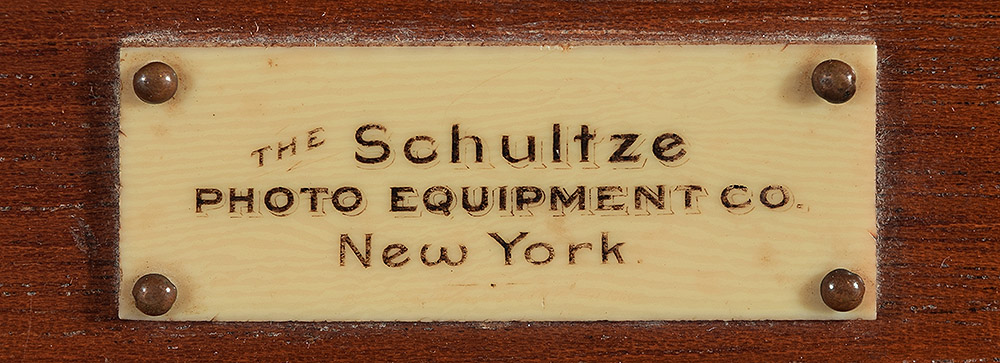 THE Schultze
PHOTO EQUIPMENT CO.
New York.